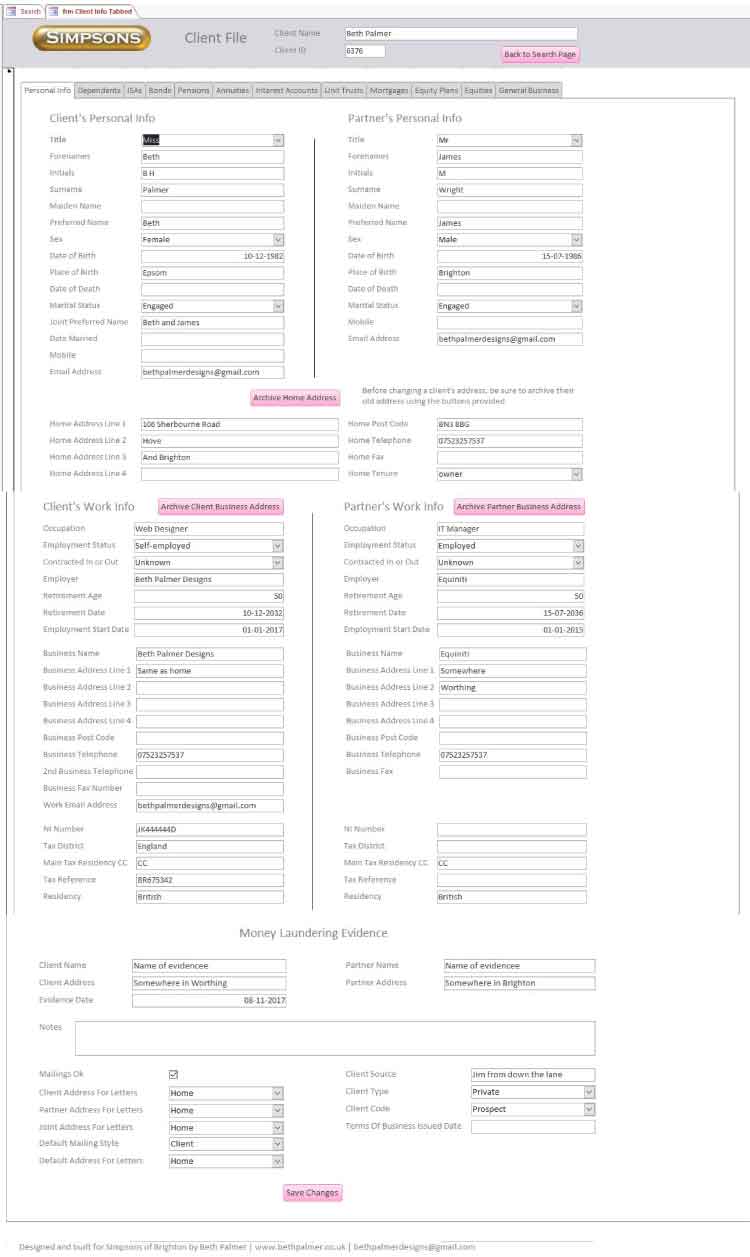 Search frm Client Info Tabbed
SIMPSONS Client File Client Name Beth Palmer
Client ID 6376 Back to Search Page
Personal Info Dependents ISAs Bonds Pensions Annuities Interest Accounts Unit Trusts Mortgages Equity Plans Equities General Business
Client's Personal Info Partner's Personal Info
Title Miss Title Mr
Forenames Beth Forenames James
Initials B H Initials M
Surname Palmer Surname Wright
Maiden Name Maiden Name
Preferred Name Beth Preferred Name James
Sex Female Sex Male
Date of Birth 10-12-1982 Date of Birth 15-07-1986
Place of Birth Epsom Place of Birth Brighton
Date of Death Date of Death
Marital Status Engaged Marital Status Engaged
Joint Preferred Name Beth and James Mobile
Date Married Email Address bethpalmerdesigns@gmail.com
Mobile
Email Address bethpalmerdesigns@gmail.com
Archive Home Address Before changing a client's address, be sure to archive their
old address using the buttons provided
Home Address Line 1 106 Sherbourne Road Home Post Code BN3 8BG
Home Address Line 2 Hove Home Telephone 07523257537
Home Address Line 3 And Brighton Home Fax
Home Address Line 4 Home Tenure owner
Client's Work Info Archive Client Business Address Partner's Work Info Archive Partner Business Address
Occupation Web Designer Occupation IT Manager
Employment Status Self-employed Employment Status Employed
Contracted In or Out Unknown Contracted In or Out Unknown
Employer Beth Palmer Designs Employer Equiniti
Retirement Age 50 Retirement Age 50
Retirement Date 10-12-2032 Retirement Date 15-07-2036
Employment Start Date 01-01-2017 Employment Start Date 01-01-2015
Business Name Beth Palmer Designs Business Name Equiniti
Business Address Line 1 Same as home Business Address Line 1 Somewhere
Business Address Line 2 Business Address Line 2 Worthing
Business Address Line 3 Business Address Line 3
Business Address Line 4 Business Address Line 4
Business Post Code Business Post Code
Business Telephone 07523257537 Business Telephone 07523257537
2nd Business Telephone Business Fax
Business Fax Number
Work Email Address bethpalmerdesigns@gmail.com
NI Number JK444444D NI Number
Tax District England Tax District
Main Tax Residency CC CC Main Tax Residency CC CC
Tax Reference BR675342 Tax Reference
Residency British Residency British
Money Laundering Evidence
Client Name Name of evidencee Partner Name Name of evidencee
Client Address Somewhere in Worthing Partner Address Somewhere in Brighton
Evidence Date 08-11-2017
Notes
Mailings Ok Client Source Jim from down the lane
Client Address For Letters Home Client Type Private
Partner Address For Letters Home Client Code Prospect
Joint Address For Letters Home Terms Of Business Issued Date
Default Mailing Style Client
Default Address For Letters Home
Save Changes
Designed and built for Simpsons of Brighton by Beth Palmer | www.bethpalmer.co.uk | bethpalmerdesigns@gmail.com